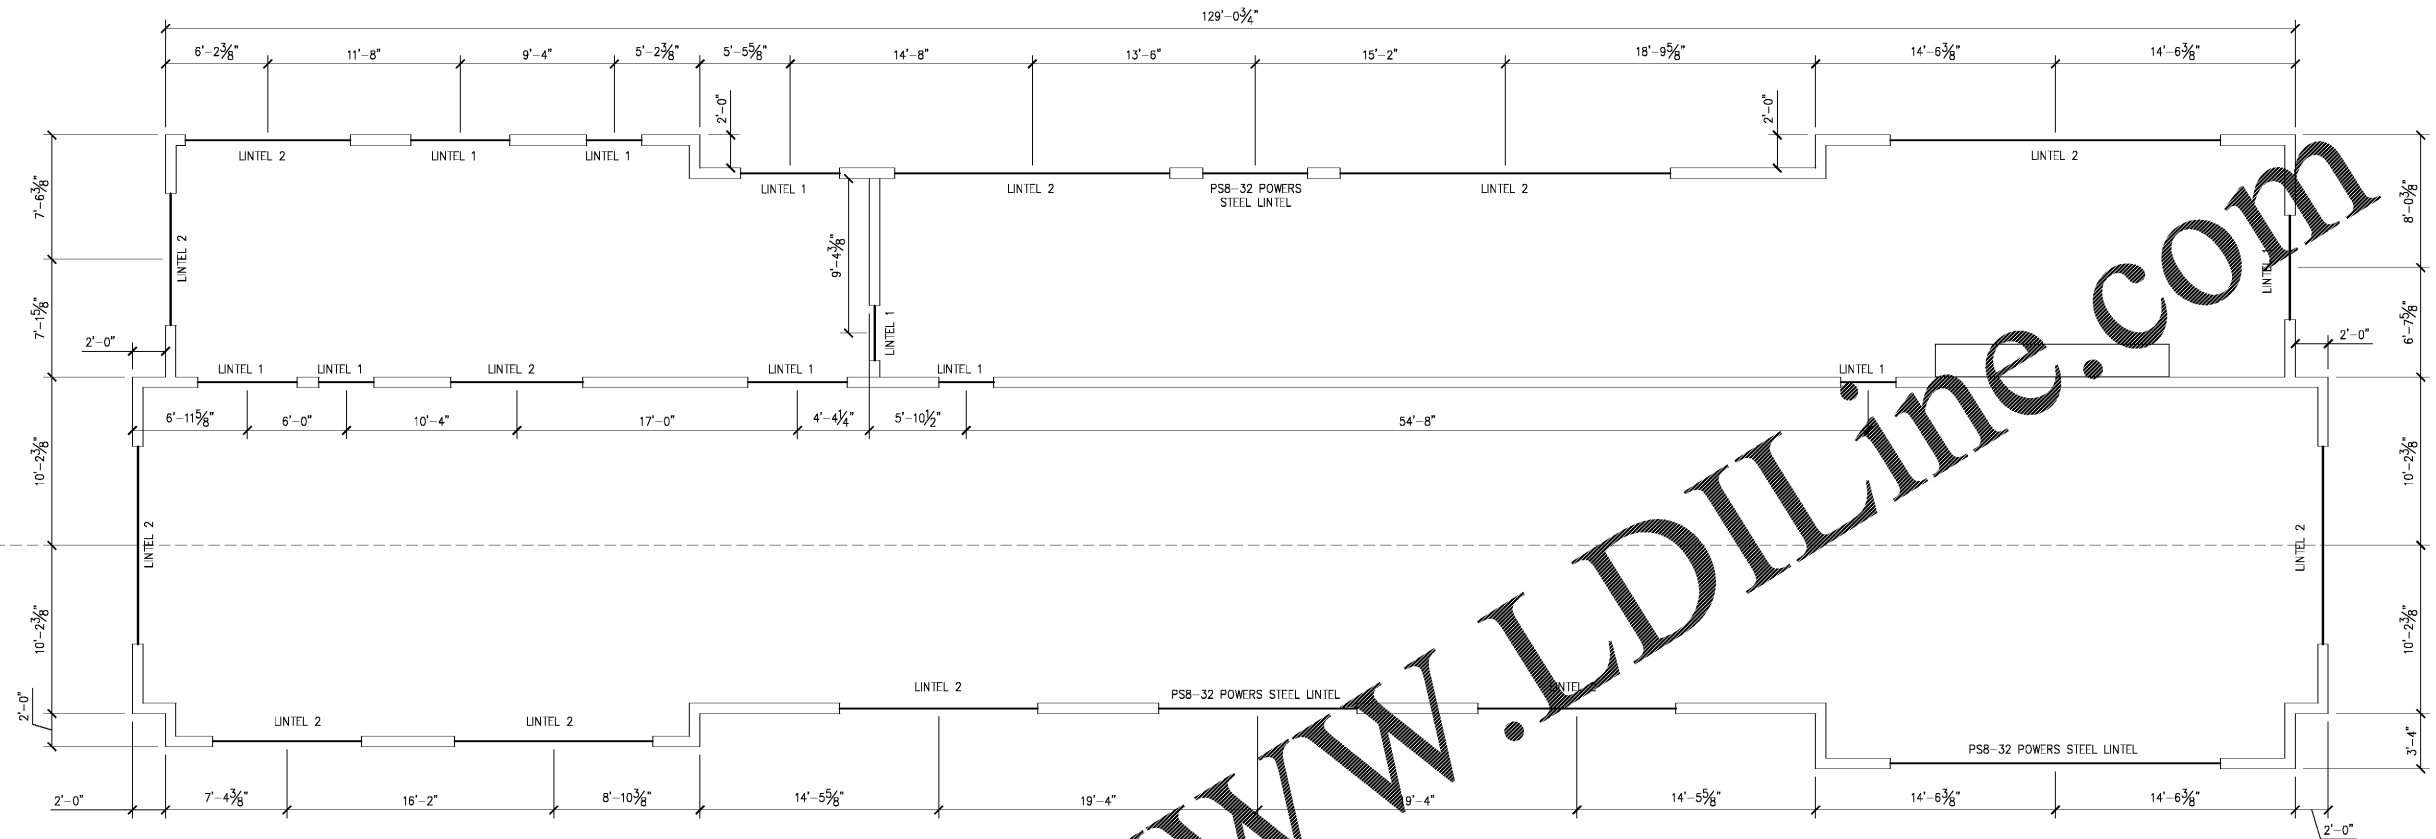 129'-0¾"
6'-2⅜" 11'-8" 9'-4" 5'-2⅜" 5'-5⅝" 14'-8" 13'-6" 15'-2" 18'-9⅝" 14'-6⅜" 14'-6⅜"
2'-0" 2'-0"
LINTEL 2 LINTEL 1 LINTEL 1 LINTEL 2
LINTEL 1 LINTEL 2 PS8-32 POWERS LINTEL 2
STEEL LINTEL
7'-6⅜" 8'-0⅜"
LINTEL 2 9'-4⅜" LINTEL 1
7'-1⅝" LINTEL 1 6'-7⅝"
2'-0" 2'-0"
LINTEL 1 LINTEL 1 LINTEL 2 LINTEL 1 LINTEL 1 LINTEL 1
6'-11⅝" 6'-0" 10'-4" 17'-0" 4'-4¼" 5'-10½" 54'-8"
10'-2⅜" 10'-2⅜"
LINTEL 2 LINTEL 2
10'-2⅜" 10'-2⅜"
LINTEL 2 PS8-32 POWERS STEEL LINTEL LINTEL 2
2'-0" LINTEL 2 LINTEL 2
PS8-32 POWERS STEEL LINTEL 3'-4"
2'-0" 7'-4⅜" 16'-2" 8'-10⅜" 14'-5⅝" 19'-4" 9'-4" 14'-5⅝" 14'-6⅜" 14'-6⅜"
2'-0"
WW.LDILine.com